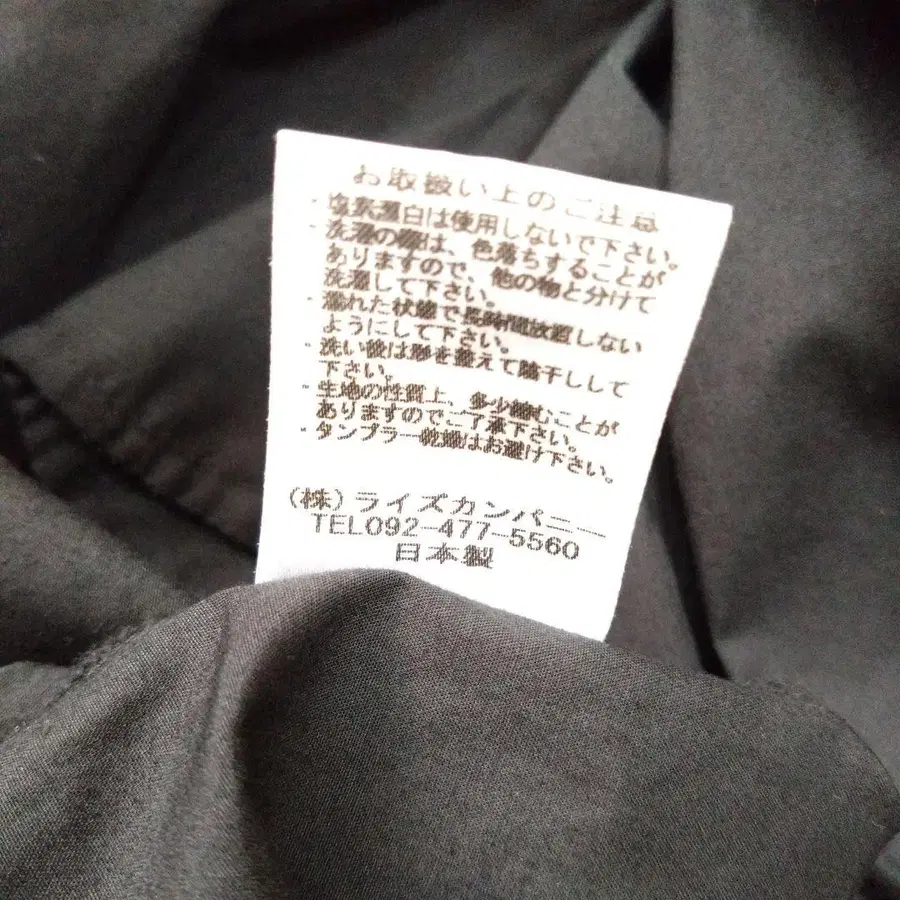 お取扱い上のご注意
・塩素漂白は使用しないで下さい。
・洗濯の際は、色落ちすることが
ありますので、他の物と分けて
洗濯して下さい。
・濡れた状態で長時間放置しない
ようにして下さい。
・洗い後は形を整えて陰干しして
下さい。
・生地の性質上、多少縮むことが
ありますのでご了承下さい。
・タンブラー乾燥はお避け下さい。
(株)ライズカンパニー
TEL092-477-5560
日本製